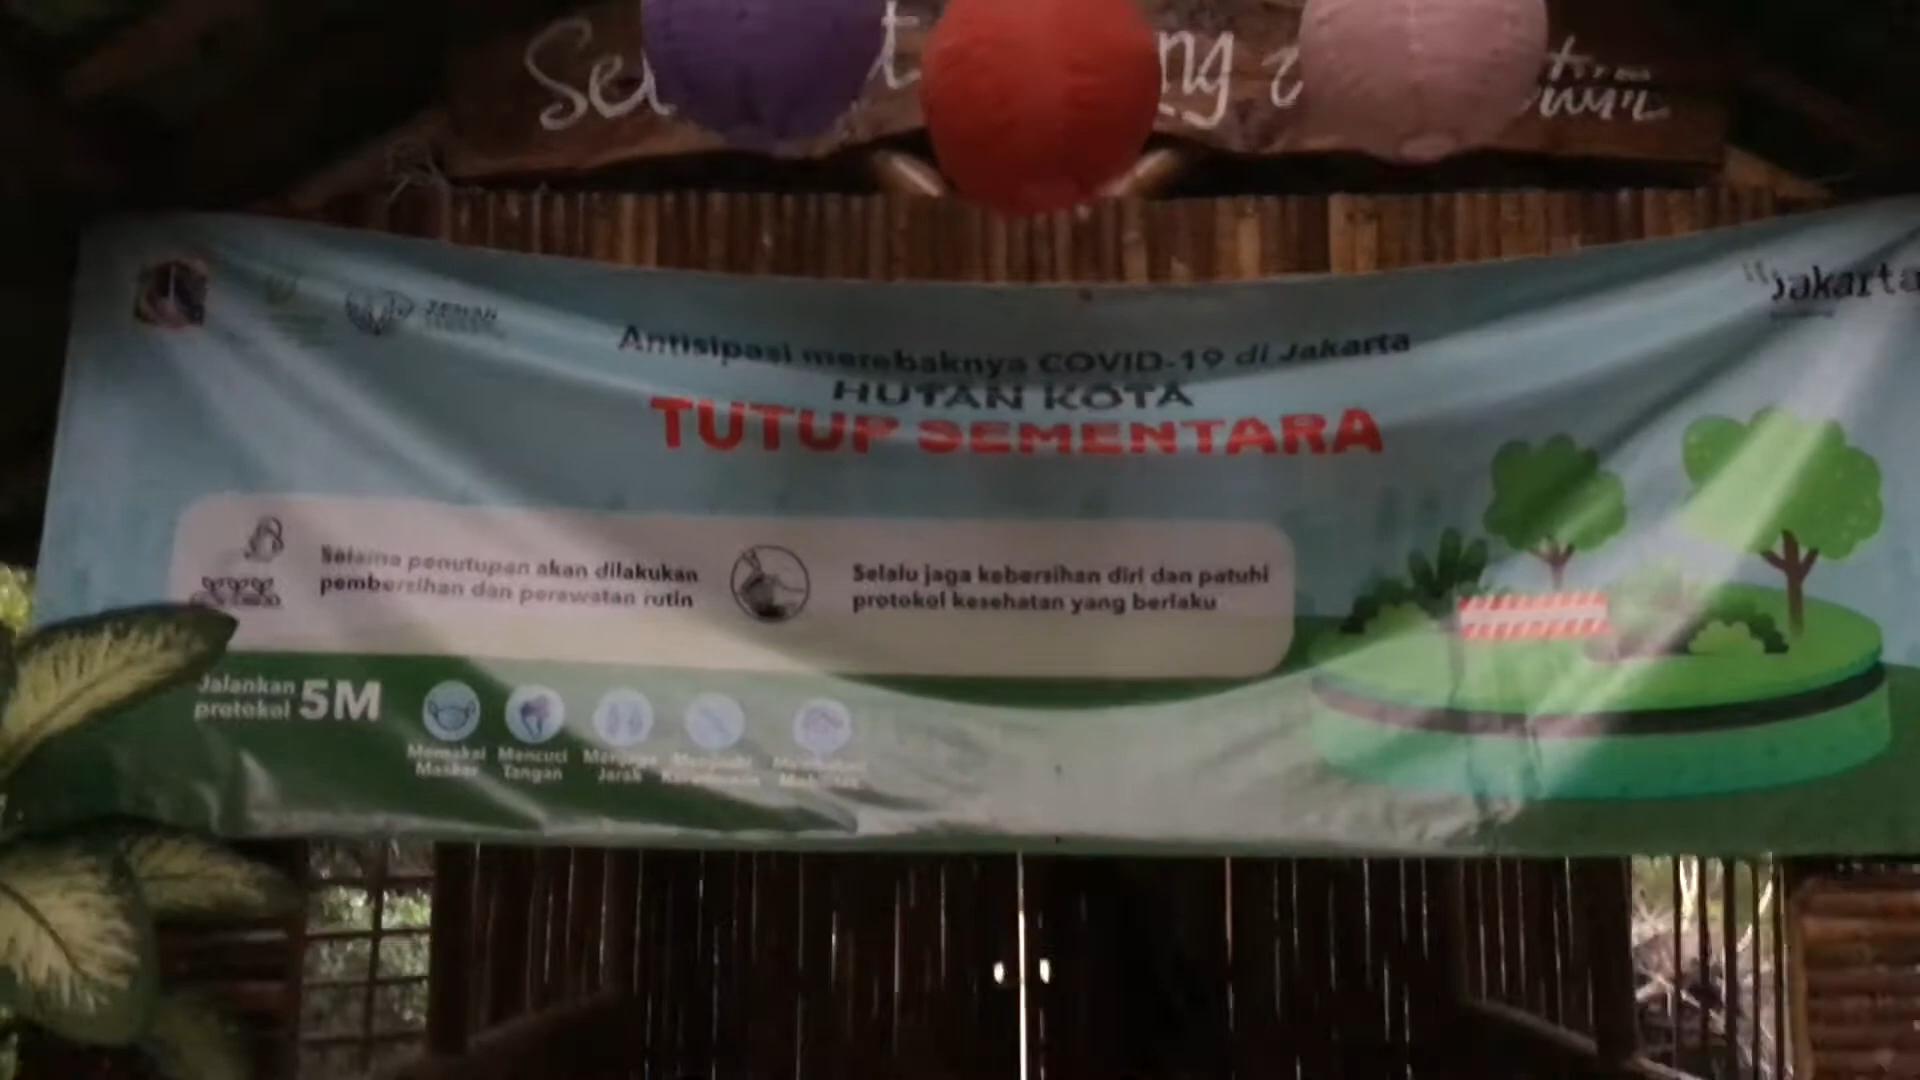 Jakarta
Antisipasi merebaknya COVID-19 di Jakarta
HUTAN KOTA
TUTUP SEMENTARA
Selama penutupan akan dilakukan
pembersihan dan perawatan rutin
Selalu jaga kebersihan diri dan patuhi
protokol kesehatan yang berlaku
Jalankan
protokol 5M
Memakai
Masker
Mencuci
Tangan
Menjaga
Jarak